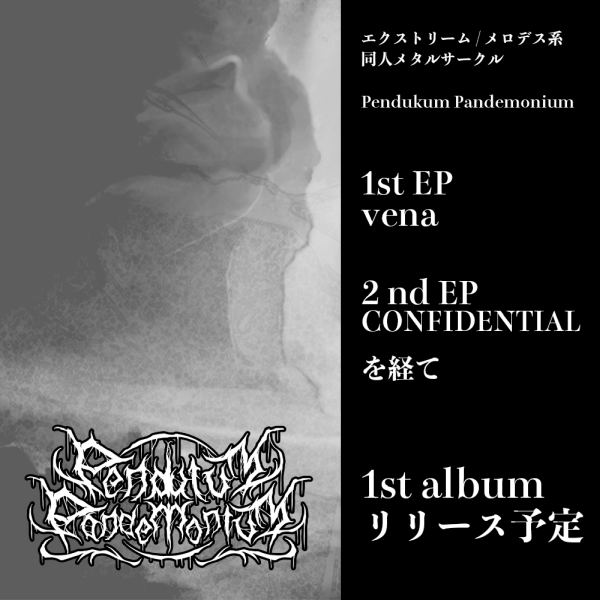 エクストリーム / メロデス系
同人メタルサークル
Pendukum Pandemonium
1st EP
vena
2 nd EP
CONFIDENTIAL
を経て
1st album
リリース予定
Pendulum
Pandemonium